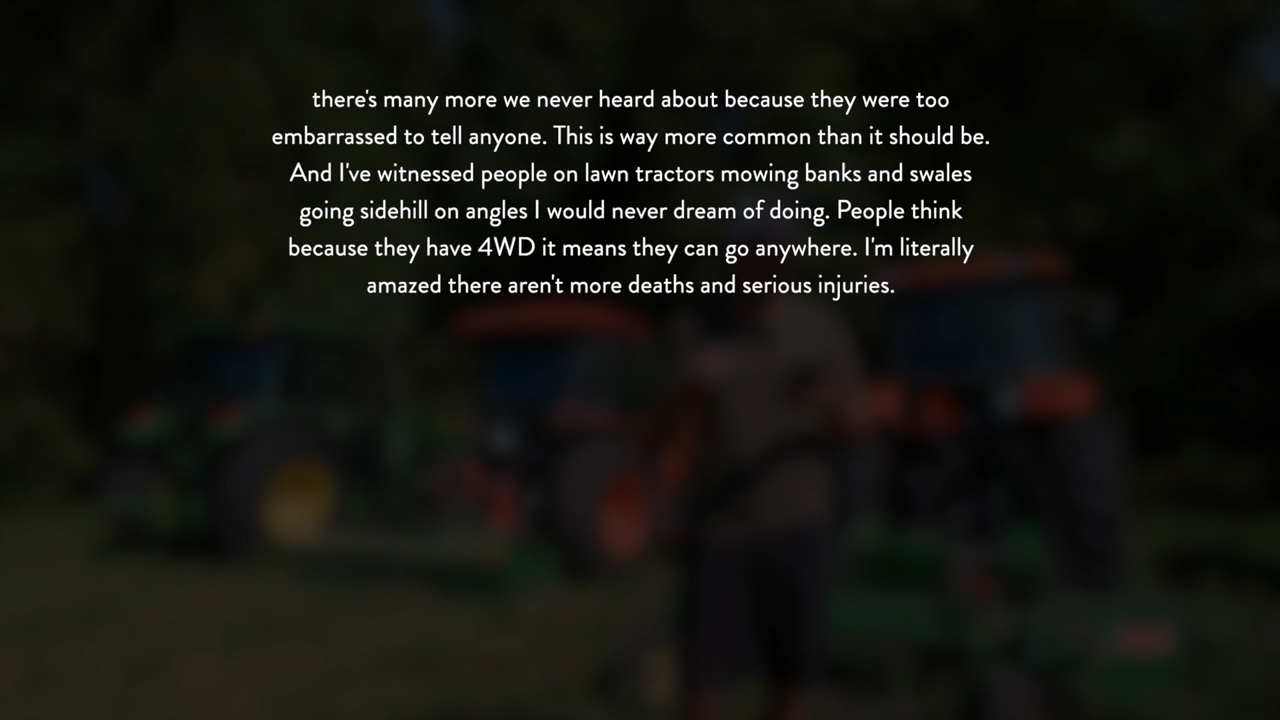 there's many more we never heard about because they were too
embarrassed to tell anyone. This is way more common than it should be.
And I've witnessed people on lawn tractors mowing banks and swales
going sidehill on angles I would never dream of doing. People think
because they have 4WD it means they can go anywhere. I'm literally
amazed there aren't more deaths and serious injuries.